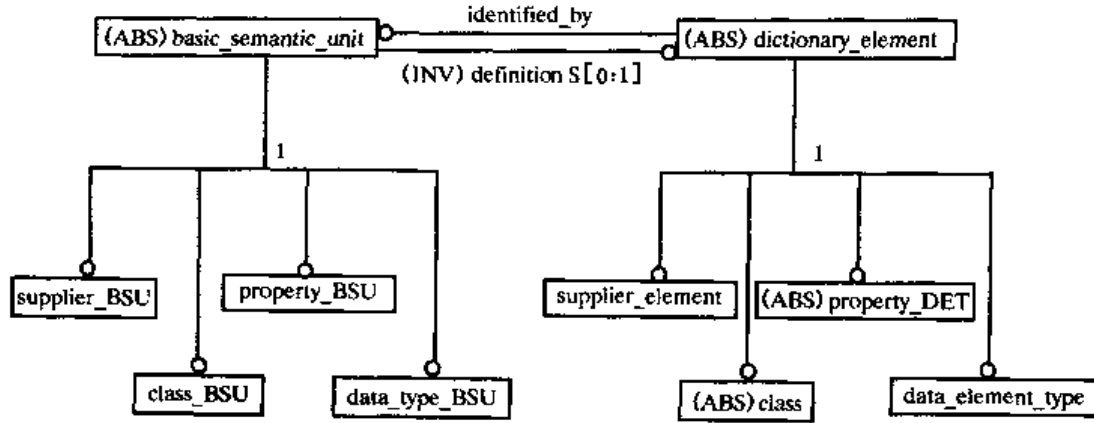 identified_by
(ABS) basic_semantic_unit
(ABS) dictionary_element
(INV) definition S[0:1]
1
1
supplier_BSU
property_BSU
supplier_element
(ABS) property_DET
class_BSU
data_type_BSU
(ABS) class
data_element_type